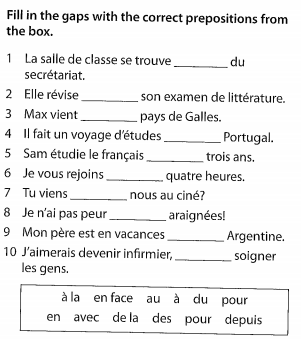 Fill in the gaps with the correct prepositions from
the box.
1 La salle de classe se trouve ________ du
secrétariat.
2 Elle révise ________ son examen de littérature.
3 Max vient ________ pays de Galles.
4 Il fait un voyage d'études ________ Portugal.
5 Sam étudie le français ________ trois ans.
6 Je vous rejoins ________ quatre heures.
7 Tu viens ________ nous au ciné?
8 Je n'ai pas peur ________ araignées!
9 Mon père est en vacances ________ Argentine.
10 J'aimerais devenir infirmier, ________ soigner
les gens.
à la en face au à du pour
en avec de la des pour depuis